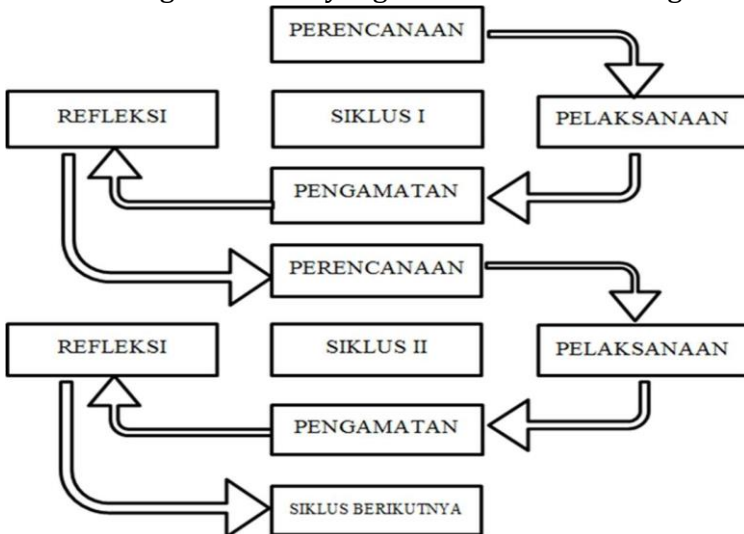 PERENCANAAN
REFLEKSI
SIKLUS I
PELAKSANAAN
PENGAMATAN
PERENCANAAN
REFLEKSI
SIKLUS II
PELAKSANAAN
PENGAMATAN
SIKLUS BERIKUTNYA